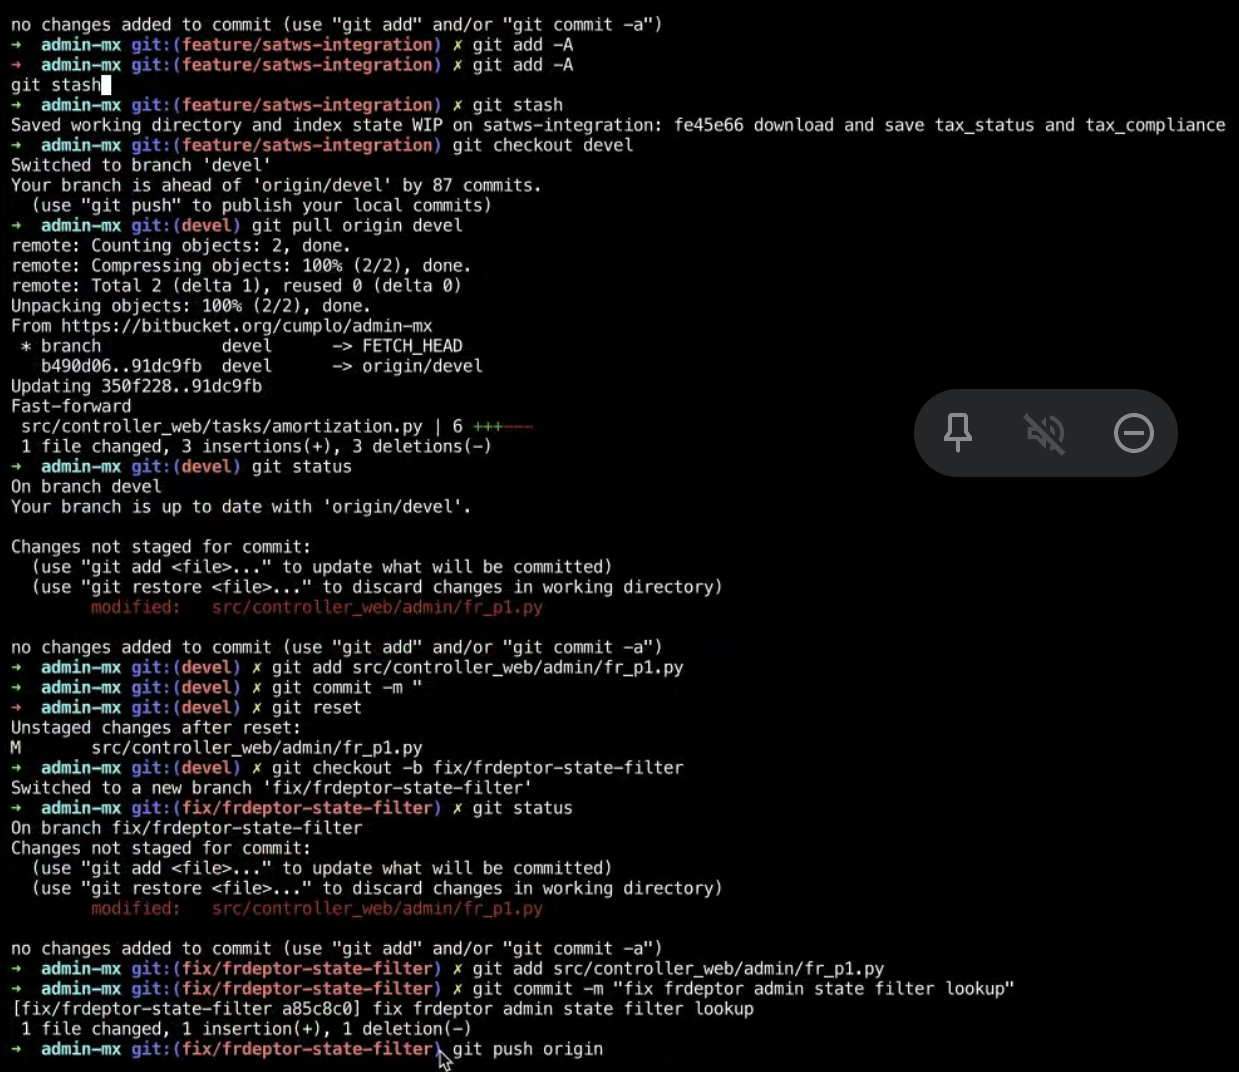 no changes added to commit (use "git add" and/or "git commit -a")
→ admin-mx git:(feature/satws-integration) ✗ git add -A
→ admin-mx git:(feature/satws-integration) ✗ git add -A
git stash
→ admin-mx git:(feature/satws-integration) ✗ git stash
Saved working directory and index state WIP on satws-integration: fe45e66 download and save tax_status and tax_compliance
→ admin-mx git:(feature/satws-integration) git checkout devel
Switched to branch 'devel'
Your branch is ahead of 'origin/devel' by 87 commits.
  (use "git push" to publish your local commits)
→ admin-mx git:(devel) git pull origin devel
remote: Counting objects: 2, done.
remote: Compressing objects: 100% (2/2), done.
remote: Total 2 (delta 1), reused 0 (delta 0)
Unpacking objects: 100% (2/2), done.
From https://bitbucket.org/cumplo/admin-mx
 * branch            devel      -> FETCH_HEAD
   b490d06..91dc9fb  devel      -> origin/devel
Updating 350f228..91dc9fb
Fast-forward
 src/controller_web/tasks/amortization.py | 6 +++---
 1 file changed, 3 insertions(+), 3 deletions(-)
→ admin-mx git:(devel) git status
On branch devel
Your branch is up to date with 'origin/devel'.
Changes not staged for commit:
  (use "git add <file>..." to update what will be committed)
  (use "git restore <file>..." to discard changes in working directory)
        modified:   src/controller_web/admin/fr_p1.py
no changes added to commit (use "git add" and/or "git commit -a")
→ admin-mx git:(devel) ✗ git add src/controller_web/admin/fr_p1.py
→ admin-mx git:(devel) ✗ git commit -m "
→ admin-mx git:(devel) ✗ git reset
Unstaged changes after reset:
M       src/controller_web/admin/fr_p1.py
→ admin-mx git:(devel) ✗ git checkout -b fix/frdeptor-state-filter
Switched to a new branch 'fix/frdeptor-state-filter'
→ admin-mx git:(fix/frdeptor-state-filter) ✗ git status
On branch fix/frdeptor-state-filter
Changes not staged for commit:
  (use "git add <file>..." to update what will be committed)
  (use "git restore <file>..." to discard changes in working directory)
        modified:   src/controller_web/admin/fr_p1.py
no changes added to commit (use "git add" and/or "git commit -a")
→ admin-mx git:(fix/frdeptor-state-filter) ✗ git add src/controller_web/admin/fr_p1.py
→ admin-mx git:(fix/frdeptor-state-filter) ✗ git commit -m "fix frdeptor admin state filter lookup"
[fix/frdeptor-state-filter a85c8c0] fix frdeptor admin state filter lookup
 1 file changed, 1 insertion(+), 1 deletion(-)
→ admin-mx git:(fix/frdeptor-state-filter) git push origin